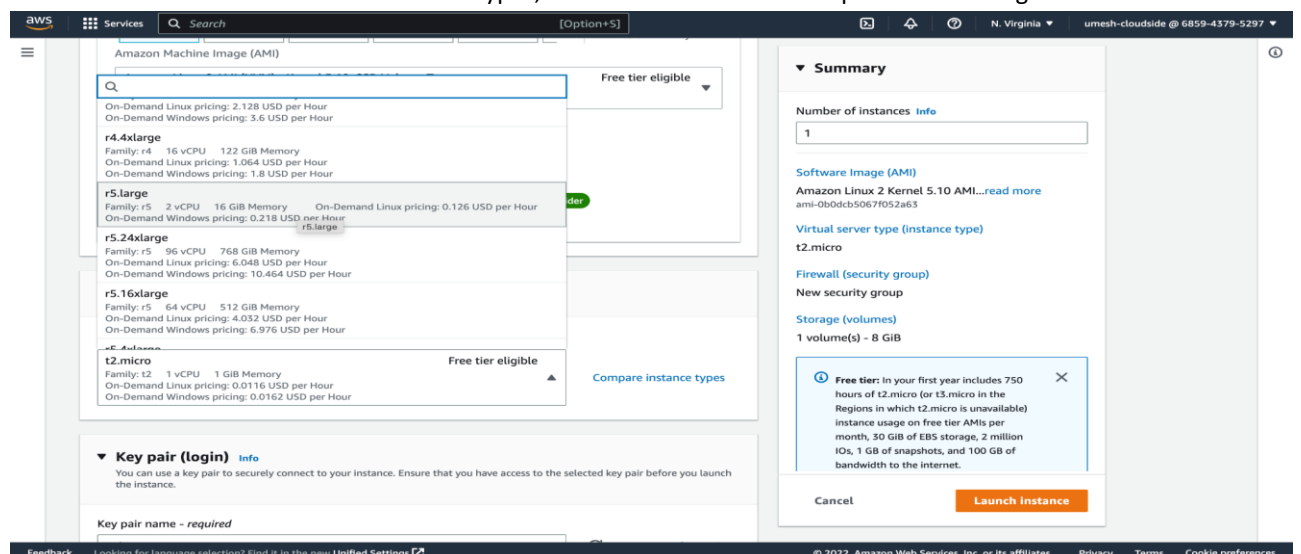 aws
Services
Search
[Option+S]
N. Virginia
umesh-cloudside @ 6859-4379-5297
Amazon Machine Image (AMI)
Free tier eligible
On-Demand Linux pricing: 2.128 USD per Hour
On-Demand Windows pricing: 3.6 USD per Hour
r4.4xlarge
Family: r4 16 vCPU 122 GiB Memory
On-Demand Linux pricing: 1.064 USD per Hour
On-Demand Windows pricing: 1.8 USD per Hour
r5.large
Family: r5 2 vCPU 16 GiB Memory On-Demand Linux pricing: 0.126 USD per Hour
On-Demand Windows pricing: 0.218 USD per Hour
r5.large
r5.24xlarge
Family: r5 96 vCPU 768 GiB Memory
On-Demand Linux pricing: 6.048 USD per Hour
On-Demand Windows pricing: 10.464 USD per Hour
r5.16xlarge
Family: r5 64 vCPU 512 GiB Memory
On-Demand Linux pricing: 4.032 USD per Hour
On-Demand Windows pricing: 6.976 USD per Hour
t2.micro
Free tier eligible
Family: t2 1 vCPU 1 GiB Memory
On-Demand Linux pricing: 0.0116 USD per Hour
On-Demand Windows pricing: 0.0162 USD per Hour
Compare instance types
Key pair (login) Info
You can use a key pair to securely connect to your instance. Ensure that you have access to the selected key pair before you launch
the instance.
Key pair name - required
Summary
Number of instances Info
1
Software Image (AMI)
Amazon Linux 2 Kernel 5.10 AMI...read more
ami-0b0dcb5067f052a63
Virtual server type (instance type)
t2.micro
Firewall (security group)
New security group
Storage (volumes)
1 volume(s) - 8 GiB
Free tier: In your first year includes 750
hours of t2.micro (or t3.micro in the
Regions in which t2.micro is unavailable)
instance usage on free tier AMIs per
month, 30 GiB of EBS storage, 2 million
IOs, 1 GB of snapshots, and 100 GB of
bandwidth to the internet.
Cancel
Launch instance
Feedback
Looking for language selection? Find it in the new Unified Settings
© 2022, Amazon Web Services, Inc. or its affiliates.
Privacy
Terms
Cookie preferences